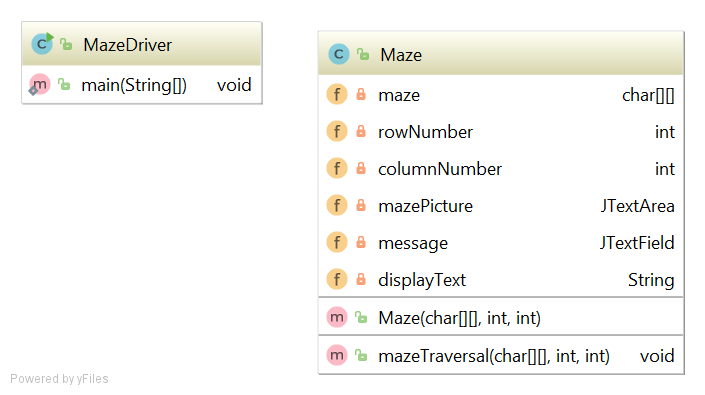 MazeDriver
m main(String[]) void
C Maze
f maze char[][]
f rowNumber int
f columnNumber int
f mazePicture JTextArea
f message JTextField
f displayText String
m Maze(char[][], int, int)
m mazeTraversal(char[][], int, int) void
Powered by yFiles